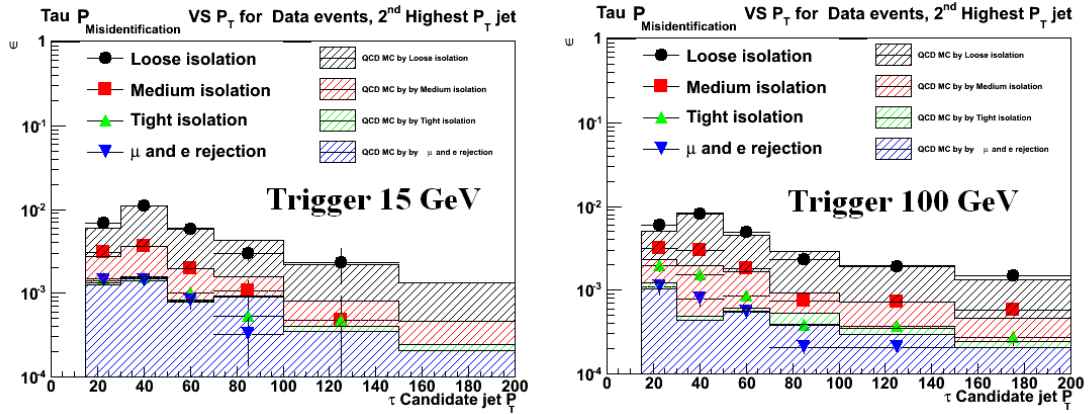 Tau P Misidentification VS P_T for Data events, 2nd Highest P_T jet
ϵ
1
Loose isolation
QCD MC by Loose isolation
Medium isolation
QCD MC by by Medium isolation
10^-1
Tight isolation
QCD MC by by Tight isolation
μ and e rejection
QCD MC by by μ and e rejection
10^-2
Trigger 15 GeV
10^-3
10^-4
20 40 60 80 100 120 140 160 180 200
τ Candidate jet P_T
Tau P Misidentification VS P_T for Data events, 2nd Highest P_T jet
ϵ
1
Loose isolation
QCD MC by Loose isolation
Medium isolation
QCD MC by by Medium isolation
10^-1
Tight isolation
QCD MC by by Tight isolation
μ and e rejection
QCD MC by by μ and e rejection
10^-2
Trigger 100 GeV
10^-3
10^-4
20 40 60 80 100 120 140 160 180 200
τ Candidate jet P_T